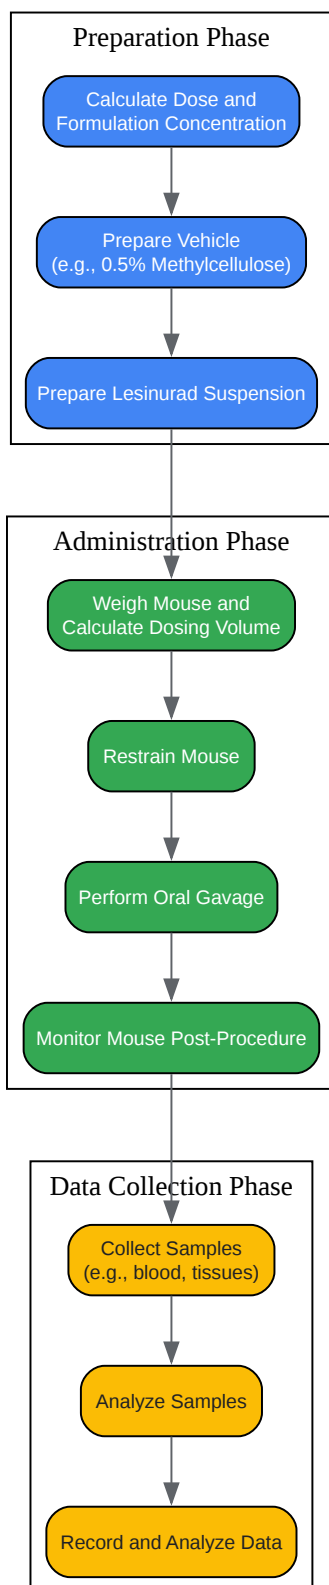 Preparation Phase
Calculate Dose and
Formulation Concentration
Prepare Vehicle
(e.g., 0.5% Methylcellulose)
Prepare Lesinurad Suspension
Administration Phase
Weigh Mouse and
Calculate Dosing Volume
Restrain Mouse
Perform Oral Gavage
Monitor Mouse Post-Procedure
Data Collection Phase
Collect Samples
(e.g., blood, tissues)
Analyze Samples
Record and Analyze Data